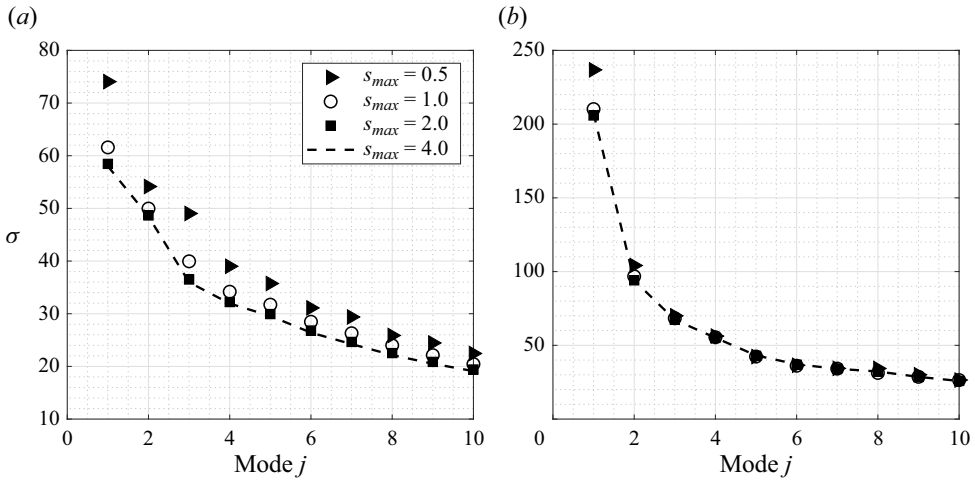 (a)
80
70
60
50
40
30
20
10
σ
0 2 4 6 8 10
Mode j
s_max = 0.5
s_max = 1.0
s_max = 2.0
s_max = 4.0
(b)
250
200
150
100
50
0 2 4 6 8 10
Mode j